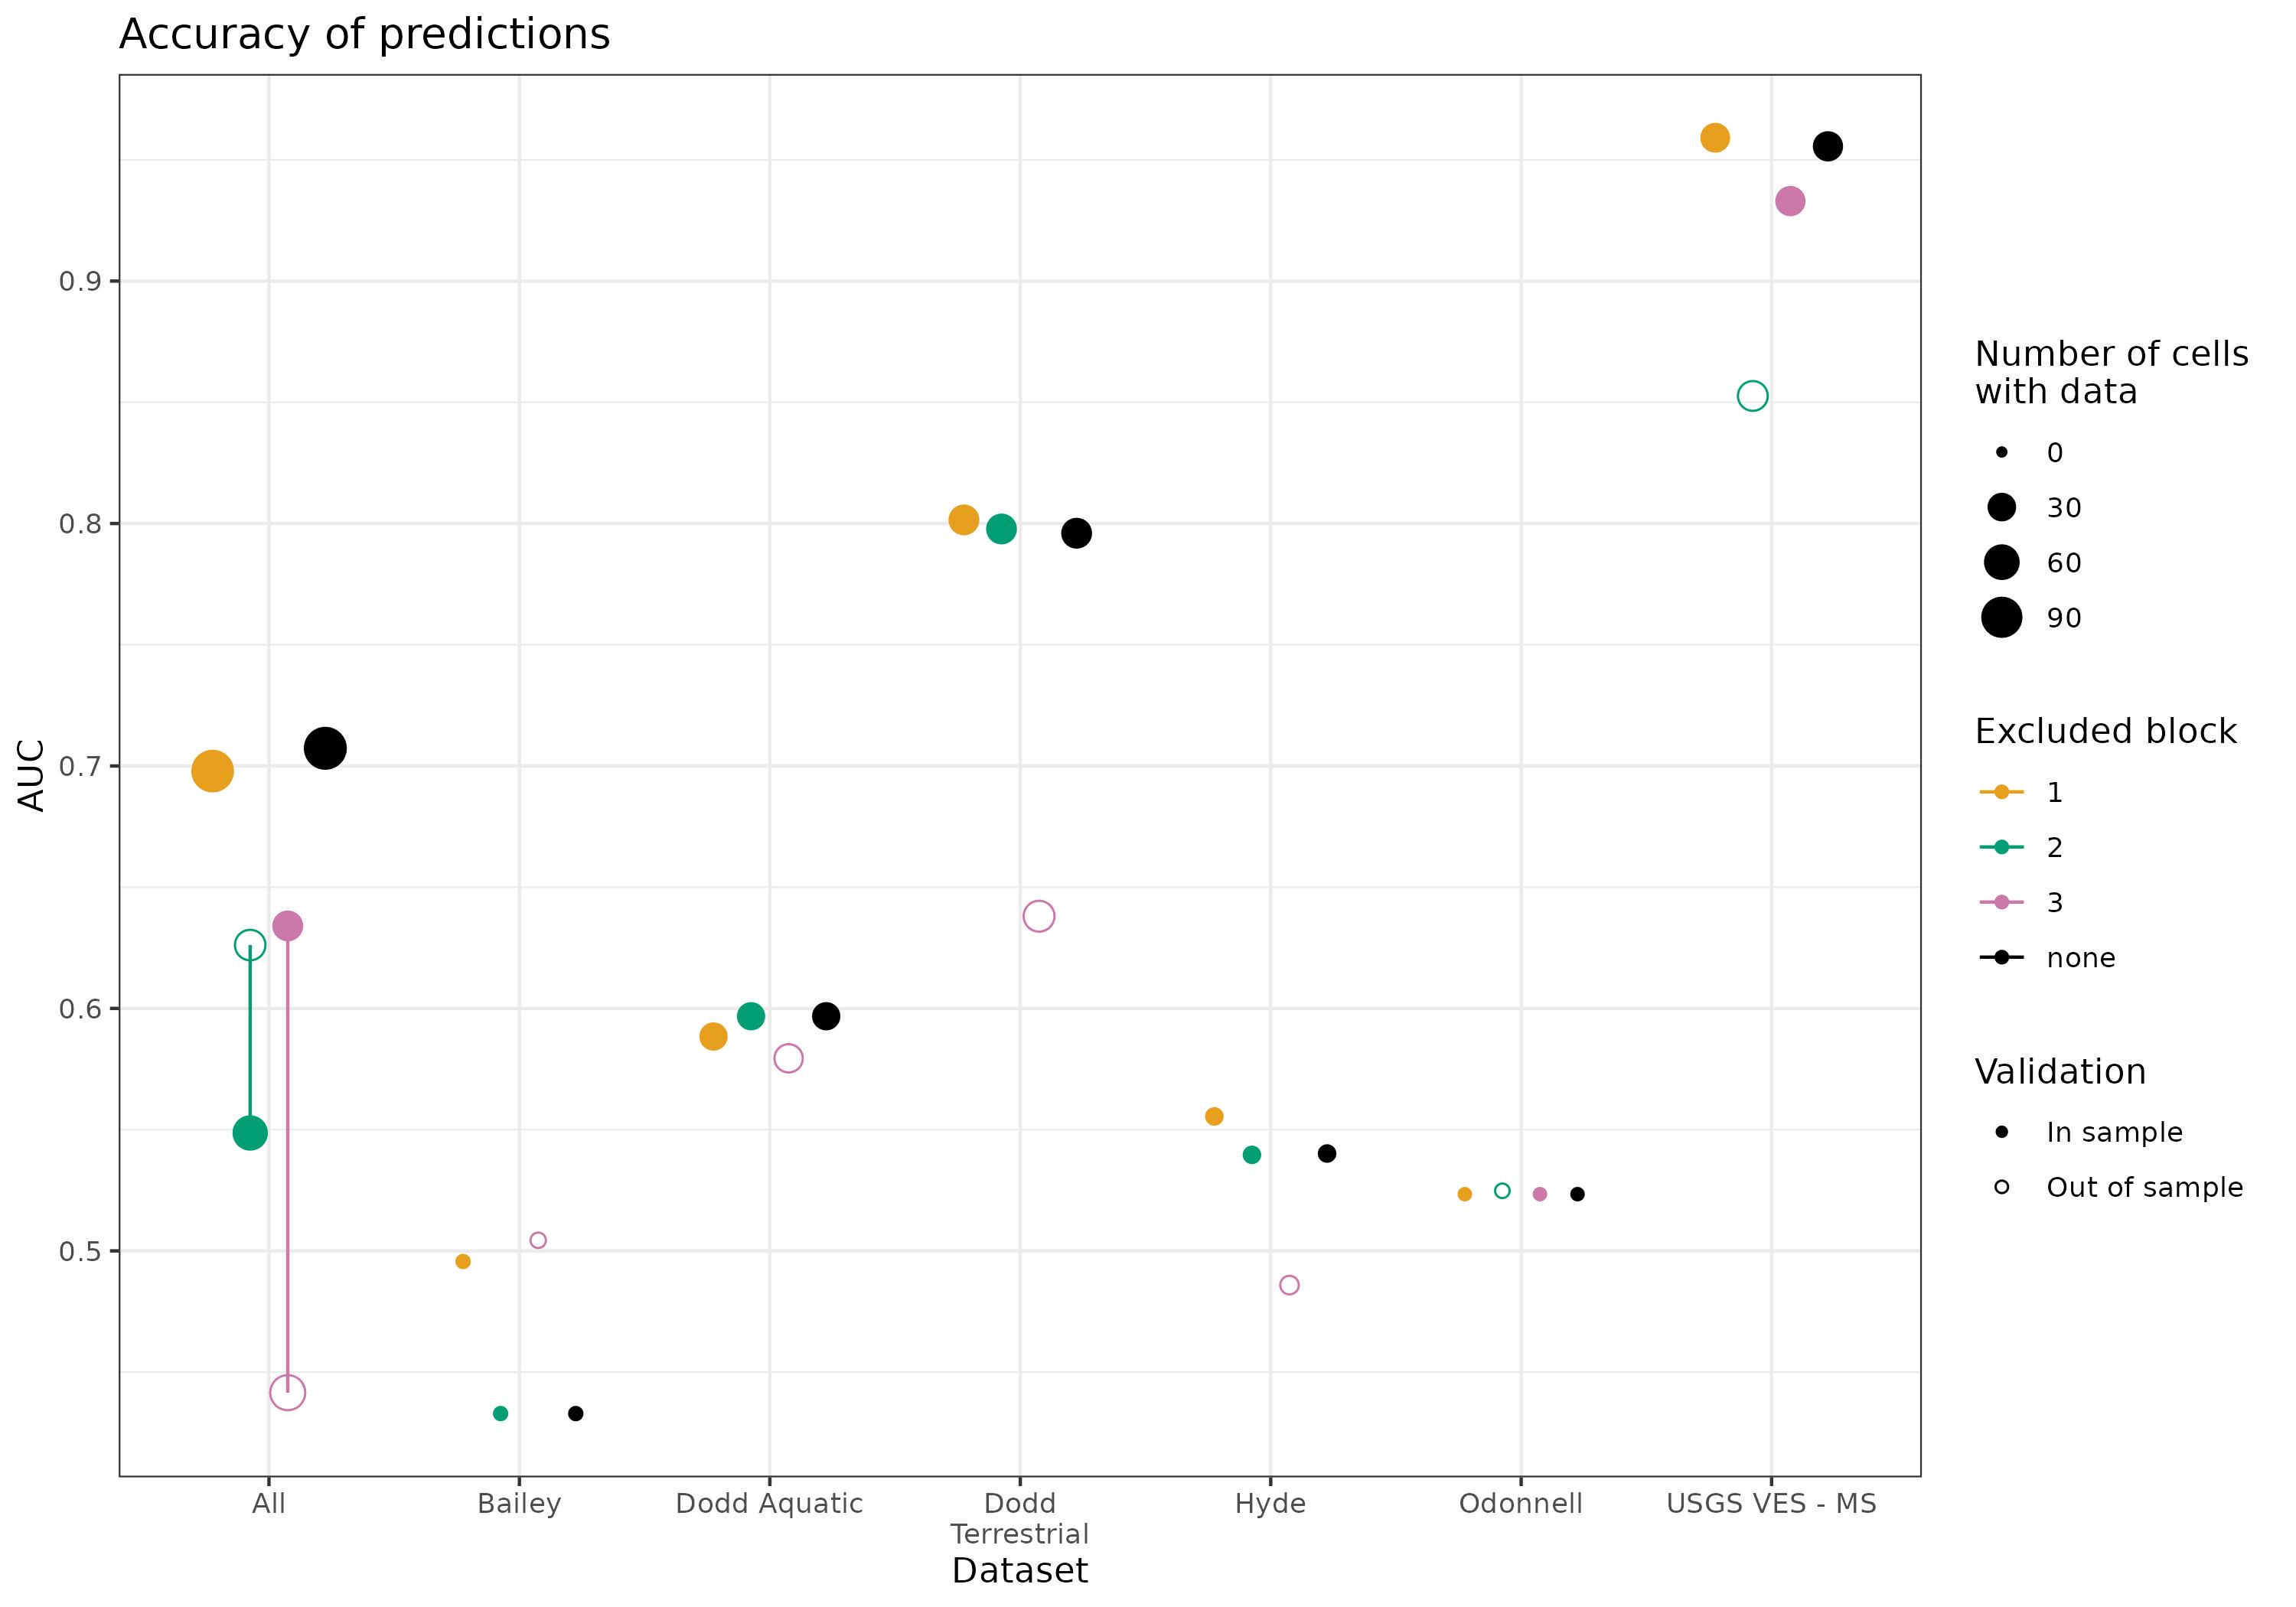 Accuracy of predictions
AUC
0.9
0.8
0.7
0.6
0.5
All
Bailey
Dodd Aquatic
Dodd
Terrestrial
Hyde
Odonnell
USGS VES - MS
Dataset
Number of cells
with data
0
30
60
90
Excluded block
1
2
3
none
Validation
In sample
Out of sample